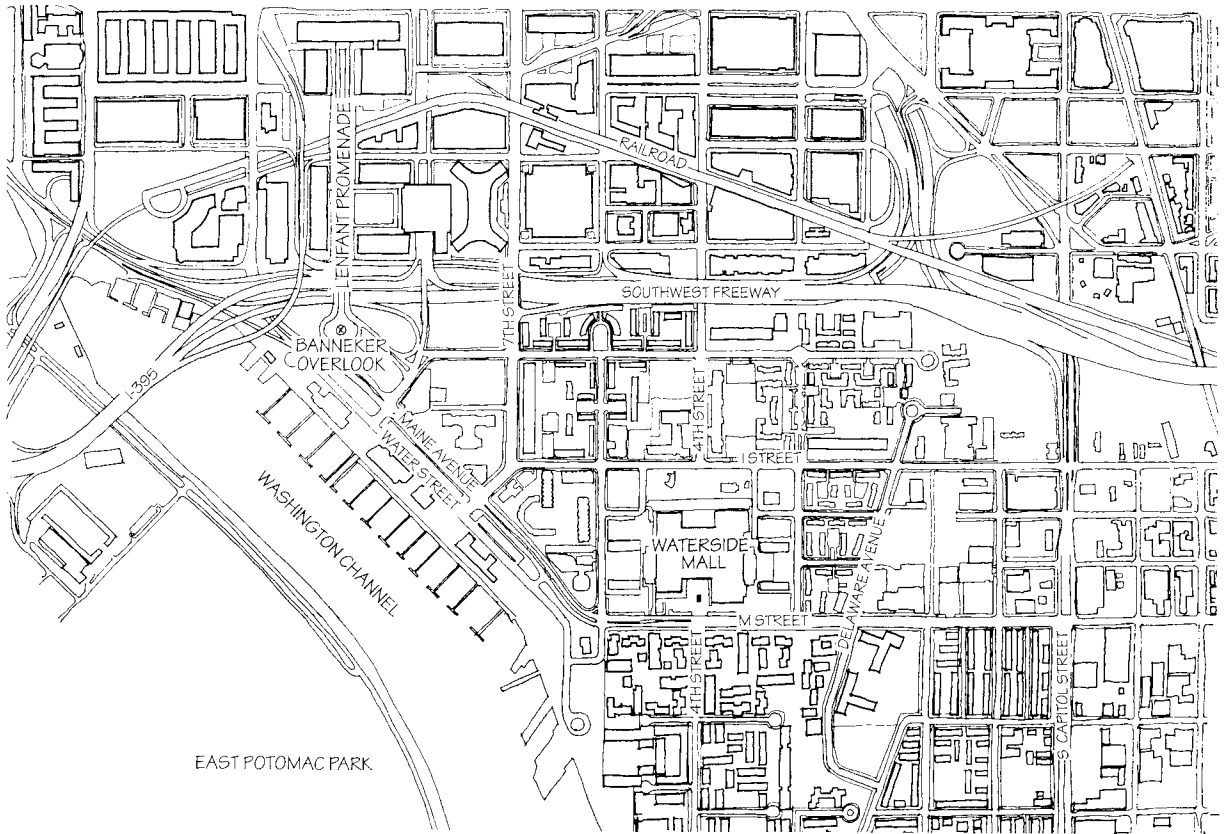 LENFANT PROMENADE
RAILROAD
7TH STREET
SOUTHWEST FREEWAY
BANNEKER
OVERLOOK
I-395
4TH STREET
MAINE AVENUE
WATER STREET
I STREET
WASHINGTON CHANNEL
WATERSIDE
MALL
DELAWARE AVENUE
M STREET
4TH STREET
S CAPITOL STREET
EAST POTOMAC PARK